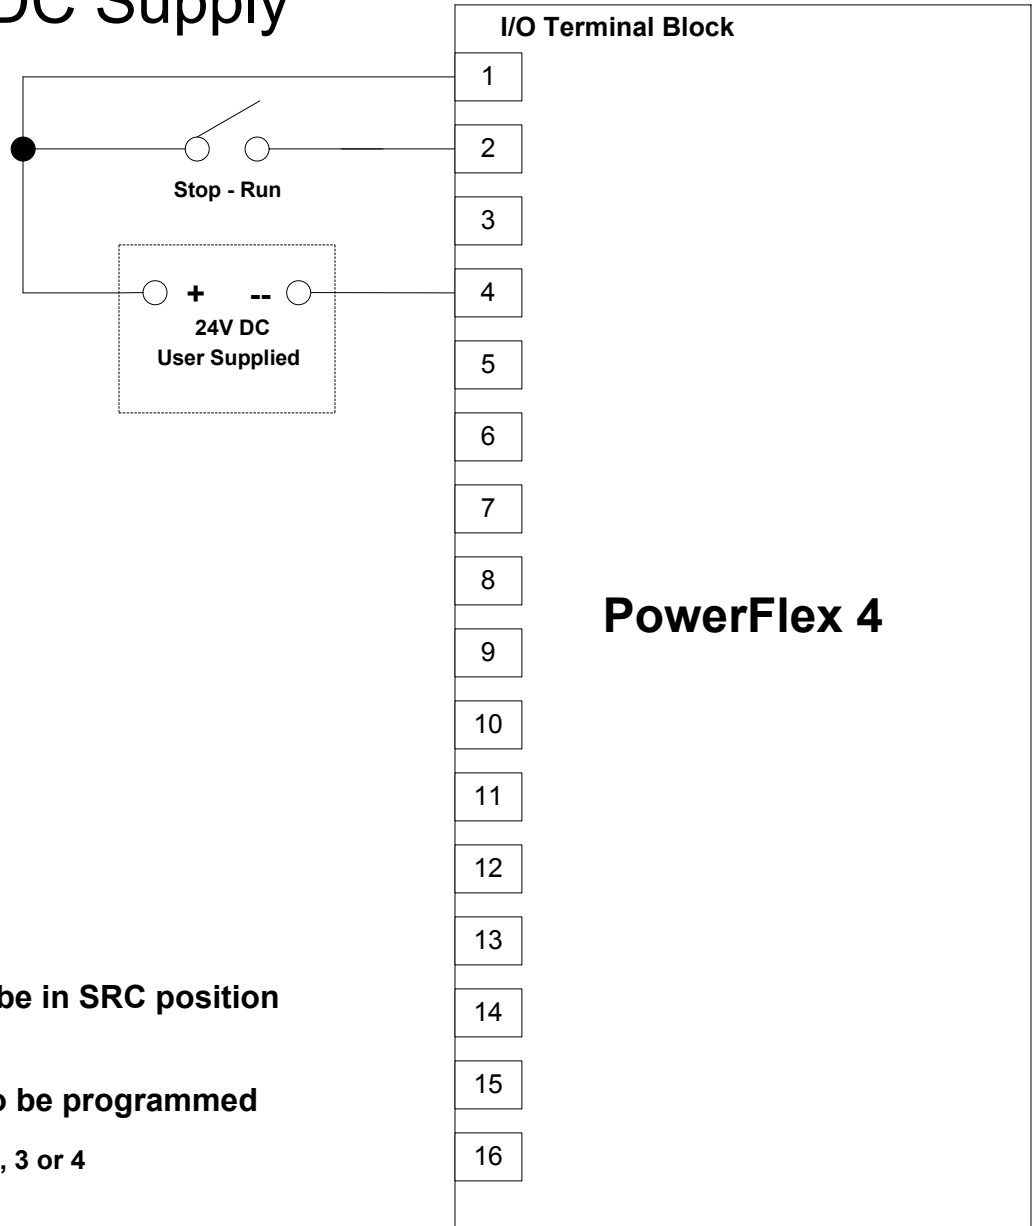 DC Supply
I/O Terminal Block
1
2
Stop - Run
3
+ -- 4
24V DC
User Supplied
5
6
7
8
PowerFlex 4
9
10
11
12
13
be in SRC position
14
15
be programmed
, 3 or 4
16